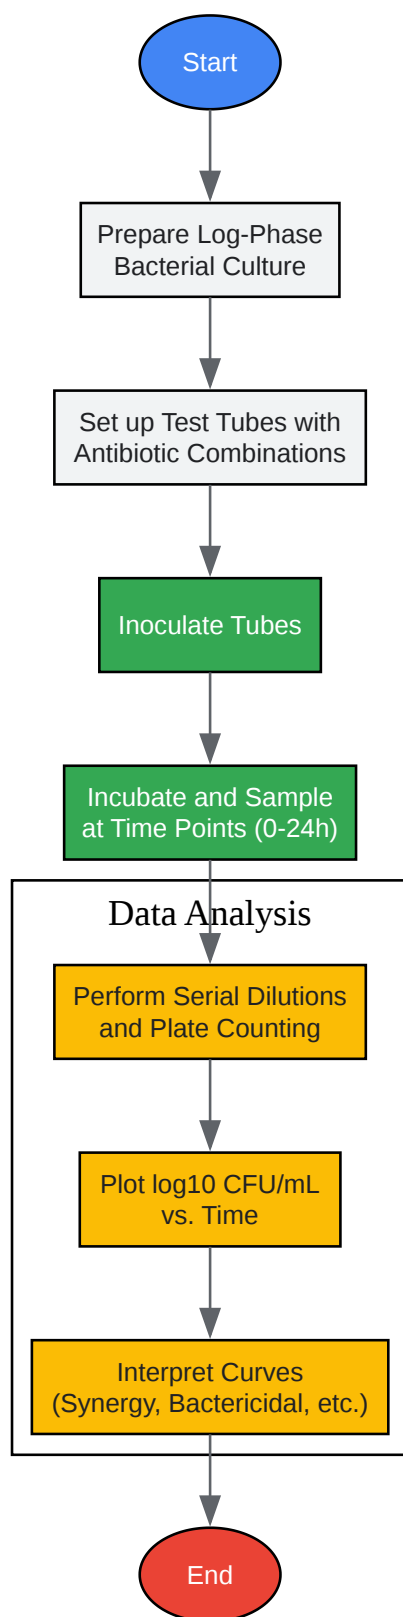 Start
Prepare Log-Phase
Bacterial Culture
Set up Test Tubes with
Antibiotic Combinations
Inoculate Tubes
Incubate and Sample
at Time Points (0-24h)
Data Analysis
Perform Serial Dilutions
and Plate Counting
Plot log10 CFU/mL
vs. Time
Interpret Curves
(Synergy, Bactericidal, etc.)
End